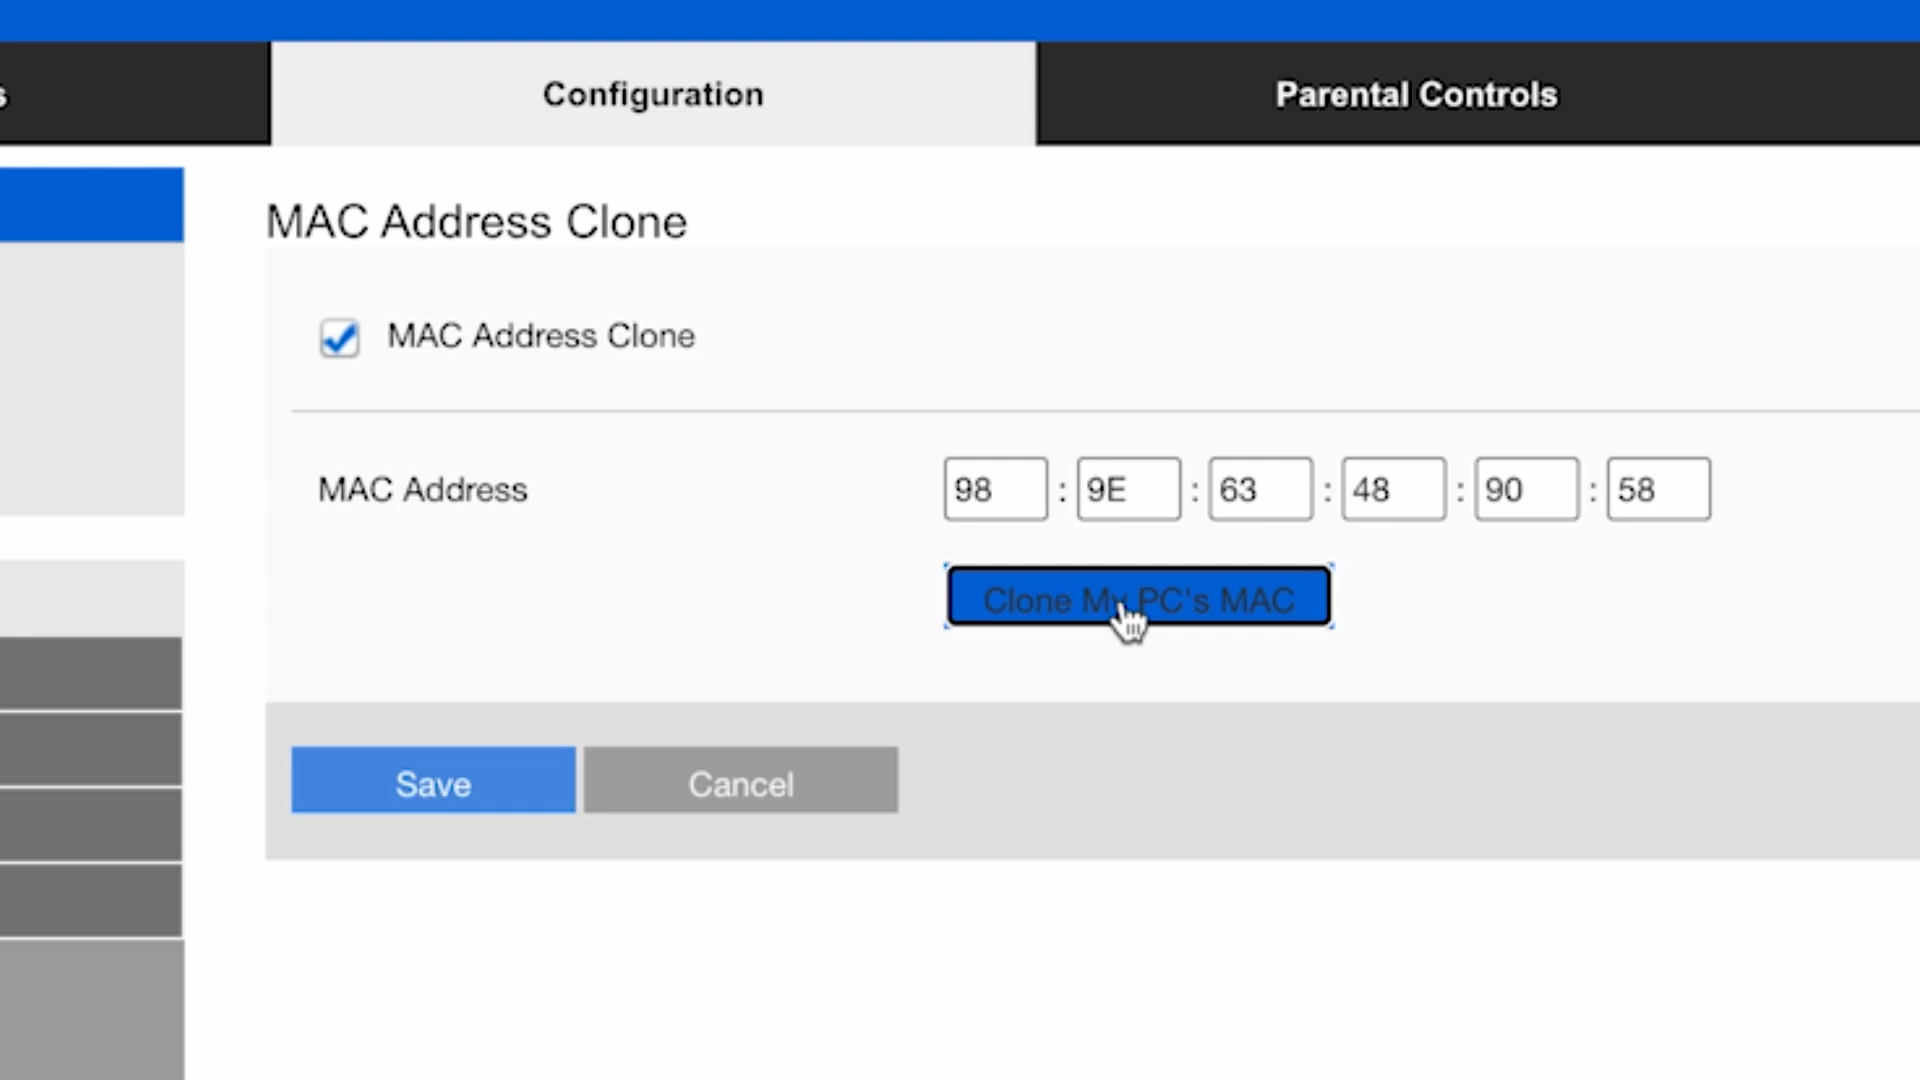 s Configuration Parental Controls
MAC Address Clone
MAC Address Clone
MAC Address 98 : 9E : 63 : 48 : 90 : 58
Clone My PC's MAC
Save Cancel